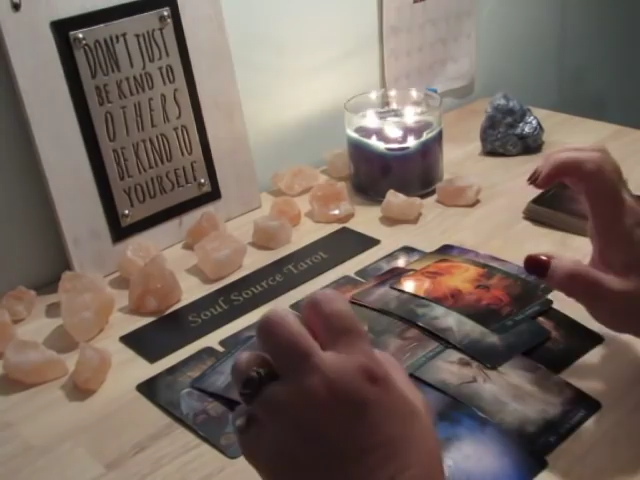 DON'T JUST
BE KIND TO
OTHERS
BE KIND TO
YOURSELF
Soul Source Tarot